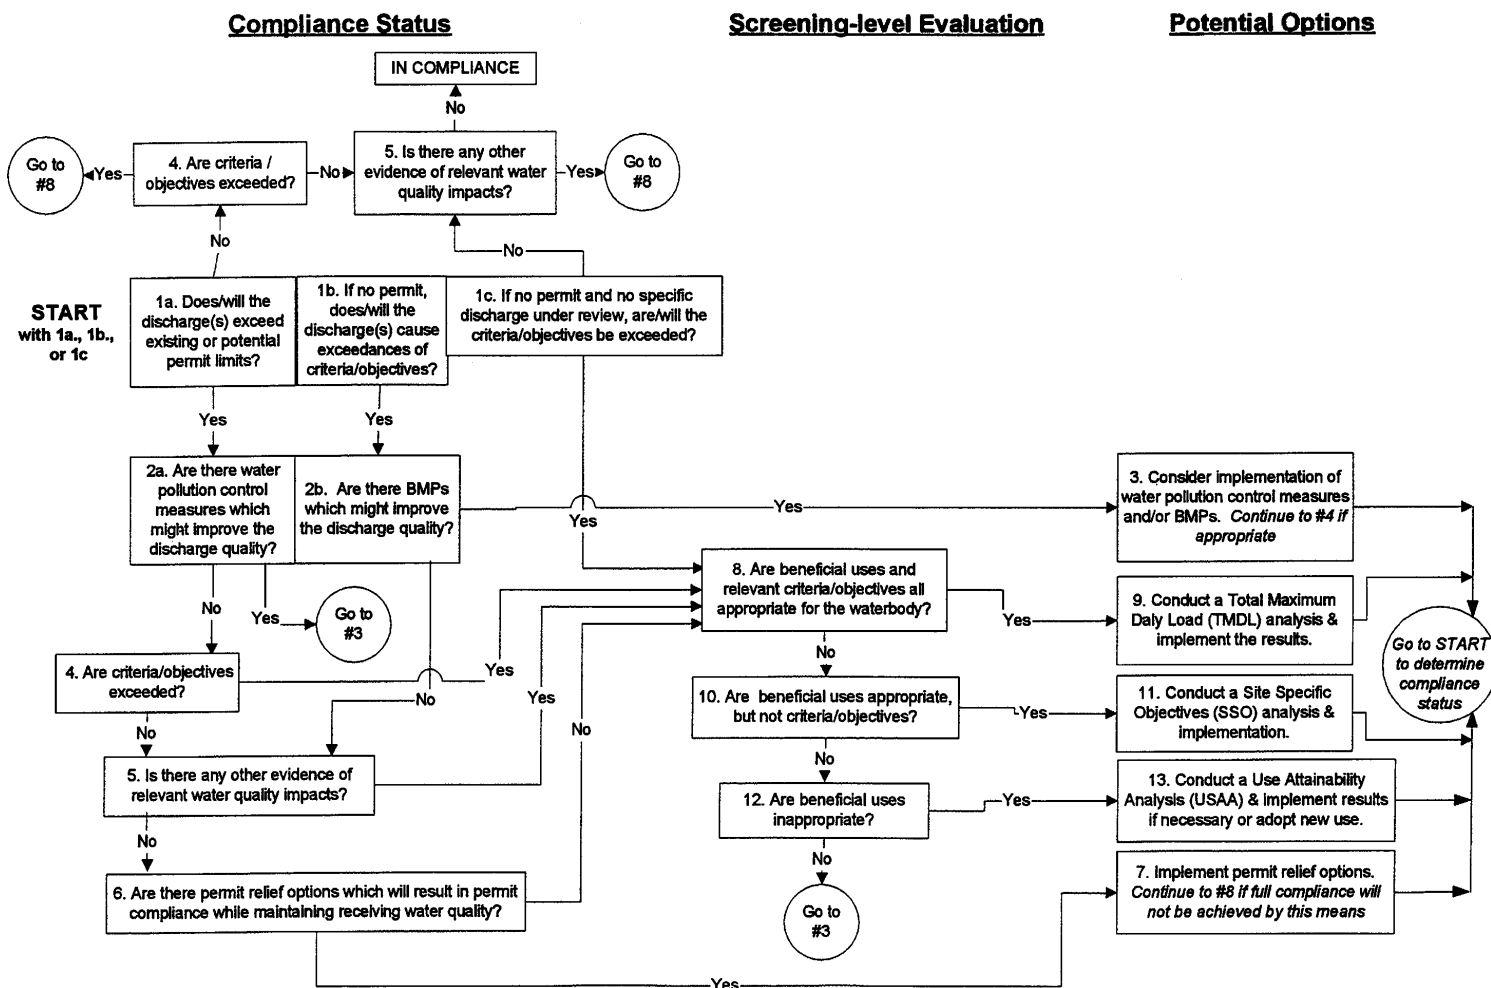 Compliance Status
Screening-level Evaluation
Potential Options
IN COMPLIANCE
No
Go to
#8
Yes
4. Are criteria /
objectives exceeded?
No
5. Is there any other
evidence of relevant water
quality impacts?
Yes
Go to
#8
No
No
START
with 1a., 1b.,
or 1c
1a. Does/will the
discharge(s) exceed
existing or potential
permit limits?
1b. If no permit,
does/will the
discharge(s) cause
exceedances of
criteria/objectives?
1c. If no permit and no specific
discharge under review, are/will the
criteria/objectives be exceeded?
Yes
Yes
2a. Are there water
pollution control
measures which
might improve the
discharge quality?
2b. Are there BMPs
which might improve
the discharge quality?
Yes
Yes
3. Consider implementation of
water pollution control measures
and/or BMPs. Continue to #4 if
appropriate
No
Yes
Go to
#3
8. Are beneficial uses and
relevant criteria/objectives all
appropriate for the waterbody?
Yes
9. Conduct a Total Maximum
Daly Load (TMDL) analysis &
implement the results.
Go to START
to determine
compliance
status
4. Are criteria/objectives
exceeded?
Yes
No
Yes
No
No
10. Are beneficial uses appropriate,
but not criteria/objectives?
Yes
11. Conduct a Site Specific
Objectives (SSO) analysis &
implementation.
No
5. Is there any other evidence of
relevant water quality impacts?
No
12. Are beneficial uses
inappropriate?
Yes
13. Conduct a Use Attainability
Analysis (USAA) & implement results
if necessary or adopt new use.
No
No
6. Are there permit relief options which will result in permit
compliance while maintaining receiving water quality?
Go to
#3
7. Implement permit relief options.
Continue to #8 if full compliance will
not be achieved by this means
Yes